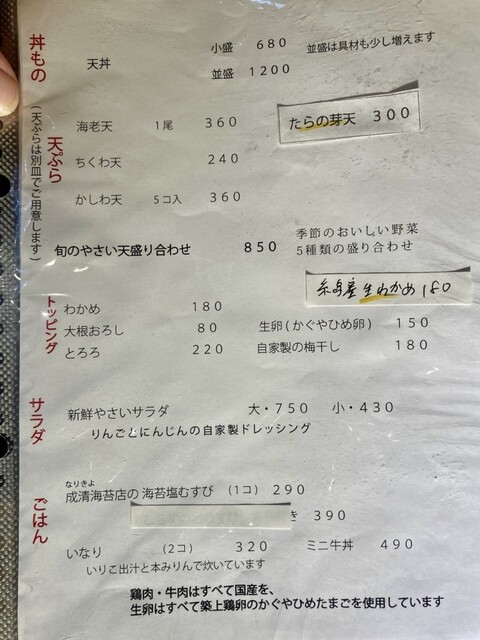 丼もの
天丼
小盛 680 並盛は具材も少し増えます
並盛 1200
天ぷら
(天ぷらは別皿でご用意します)
海老天 1尾 360
たらの芽天 300
ちくわ天 240
かしわ天 5コ入 360
旬のやさい天盛り合わせ 850
季節のおいしい野菜
5種類の盛り合わせ
糸島産生わかめ 180
トッピング
わかめ 180
大根おろし 80
とろろ 220
生卵(かぐやひめ卵) 150
自家製の梅干し 180
サラダ
新鮮やさいサラダ 大・750 小・430
りんごとにんじんの自家製ドレッシング
ごはん
なりきよ
成清海苔店の 海苔塩むすび (1コ) 290
き 390
いなり (2コ) 320 ミニ牛丼 490
いりこ出汁と本みりんで炊いています
鶏肉・牛肉はすべて国産を、
生卵はすべて築上鶏卵のかぐやひめたまごを使用しています